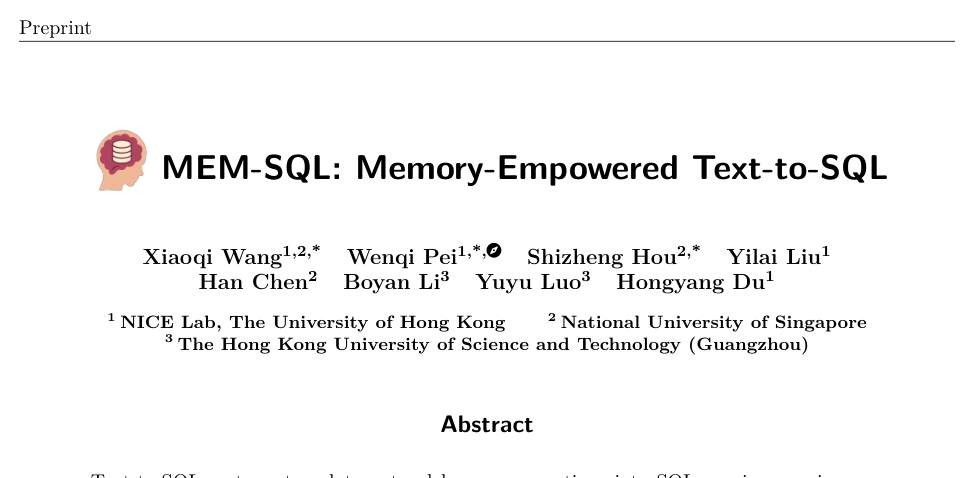 Preprint
MEM-SQL: Memory-Empowered Text-to-SQL
Xiaoqi Wang1,2,* Wenqi Pei1,*, Shizheng Hou2,* Yilai Liu1
Han Chen2 Boyan Li3 Yuyu Luo3 Hongyang Du1
1 NICE Lab, The University of Hong Kong 2 National University of Singapore
3 The Hong Kong University of Science and Technology (Guangzhou)
Abstract